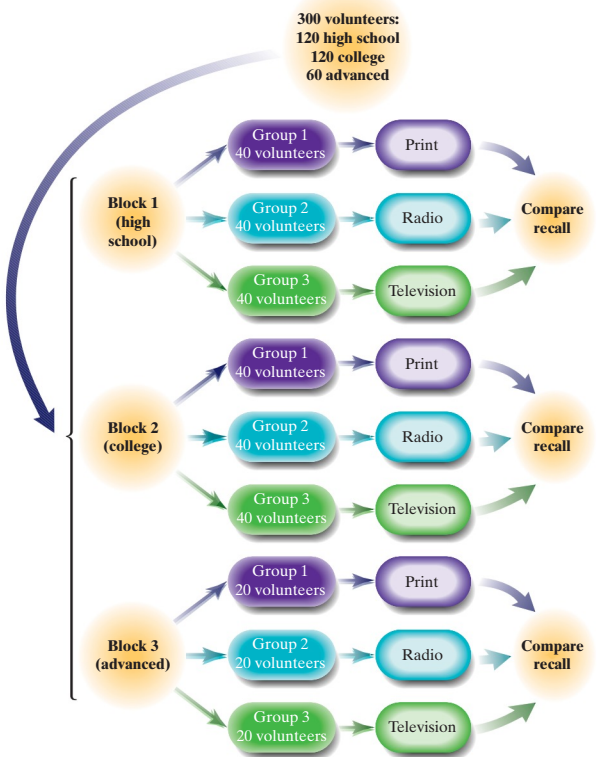 300 volunteers:
120 high school
120 college
60 advanced
Block 1
(high
school)
Group 1
40 volunteers
Print
Group 2
40 volunteers
Radio
Group 3
40 volunteers
Television
Compare
recall
Block 2
(college)
Group 1
40 volunteers
Print
Group 2
40 volunteers
Radio
Group 3
40 volunteers
Television
Compare
recall
Block 3
(advanced)
Group 1
20 volunteers
Print
Group 2
20 volunteers
Radio
Group 3
20 volunteers
Television
Compare
recall